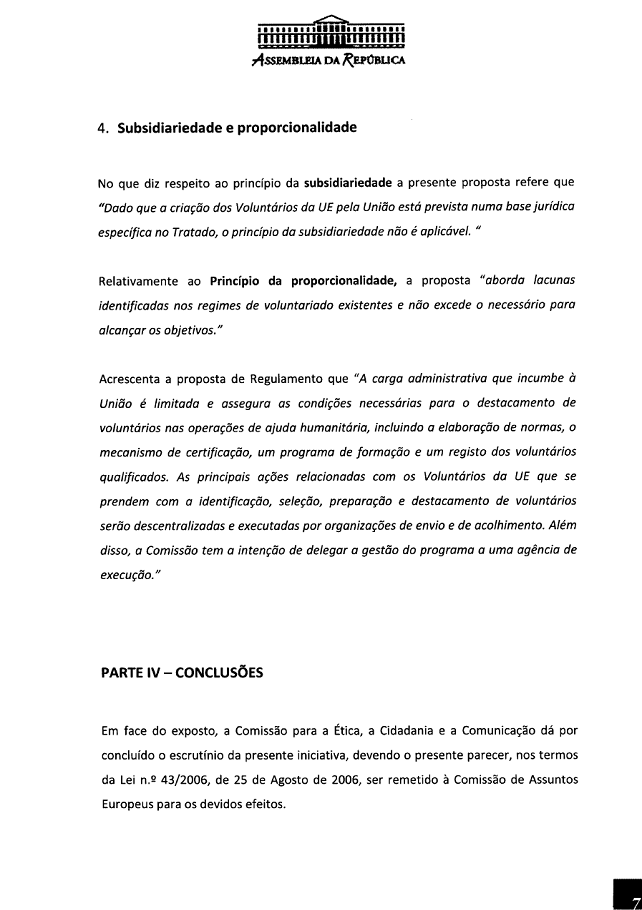 ASSEMBLEIA DA REPÚBLICA
4. Subsidiariedade e proporcionalidade
No que diz respeito ao princípio da subsidiariedade a presente proposta refere que
"Dado que a criação dos Voluntários da UE pela União está prevista numa base jurídica
específica no Tratado, o princípio da subsidiariedade não é aplicável. "
Relativamente ao Princípio da proporcionalidade, a proposta "aborda lacunas
identificadas nos regimes de voluntariado existentes e não excede o necessário para
alcançar os objetivos."
Acrescenta a proposta de Regulamento que "A carga administrativa que incumbe à
União é limitada e assegura as condições necessárias para o destacamento de
voluntários nas operações de ajuda humanitária, incluindo a elaboração de normas, o
mecanismo de certificação, um programa de formação e um registo dos voluntários
qualificados. As principais ações relacionadas com os Voluntários da UE que se
prendem com a identificação, seleção, preparação e destacamento de voluntários
serão descentralizadas e executadas por organizações de envio e de acolhimento. Além
disso, a Comissão tem a intenção de delegar a gestão do programa a uma agência de
execução."
PARTE IV – CONCLUSÕES
Em face do exposto, a Comissão para a Ética, a Cidadania e a Comunicação dá por
concluído o escrutínio da presente iniciativa, devendo o presente parecer, nos termos
da Lei n.º 43/2006, de 25 de Agosto de 2006, ser remetido à Comissão de Assuntos
Europeus para os devidos efeitos.
7